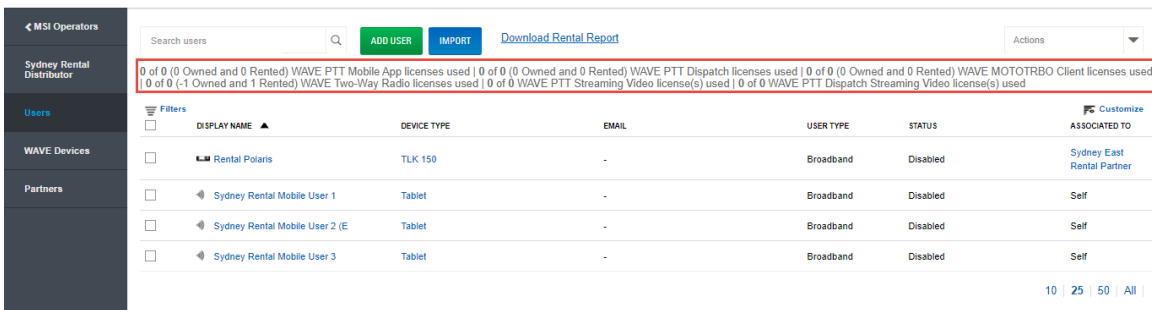 MSI Operators
Sydney Rental
Distributor
Users
WAVE Devices
Partners
Search users
ADD USER
IMPORT
Download Rental Report
Actions
0 of 0 (0 Owned and 0 Rented) WAVE PTT Mobile App licenses used | 0 of 0 (0 Owned and 0 Rented) WAVE PTT Dispatch licenses used | 0 of 0 (0 Owned and 0 Rented) WAVE MOTOTRBO Client licenses used
| 0 of 0 (-1 Owned and 1 Rented) WAVE Two-Way Radio licenses used | 0 of 0 WAVE PTT Streaming Video license(s) used | 0 of 0 WAVE PTT Dispatch Streaming Video license(s) used
Filters
Customize
DISPLAY NAME DEVICE TYPE EMAIL USER TYPE STATUS ASSOCIATED TO
Rental Polaris TLK 150 - Broadband Disabled Sydney East
Rental Partner
Sydney Rental Mobile User 1 Tablet - Broadband Disabled Self
Sydney Rental Mobile User 2 (E Tablet - Broadband Disabled Self
Sydney Rental Mobile User 3 Tablet - Broadband Disabled Self
10 | 25 | 50 | All |